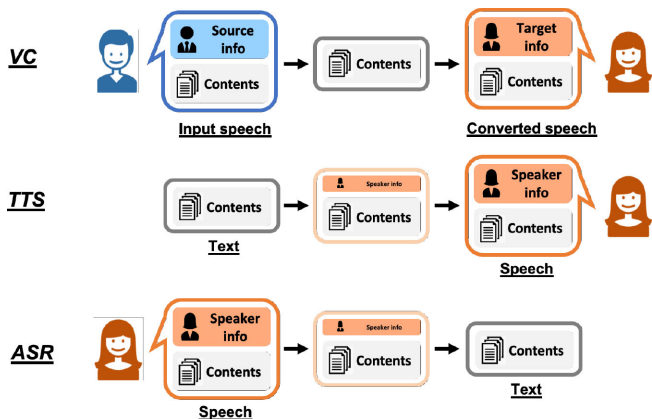 VC
Source
info
Contents
Input speech
Contents
Target
info
Contents
Converted speech
TTS
Contents
Text
Speaker info
Contents
Speaker
info
Contents
Speech
ASR
Speaker
info
Contents
Speech
Speaker info
Contents
Contents
Text